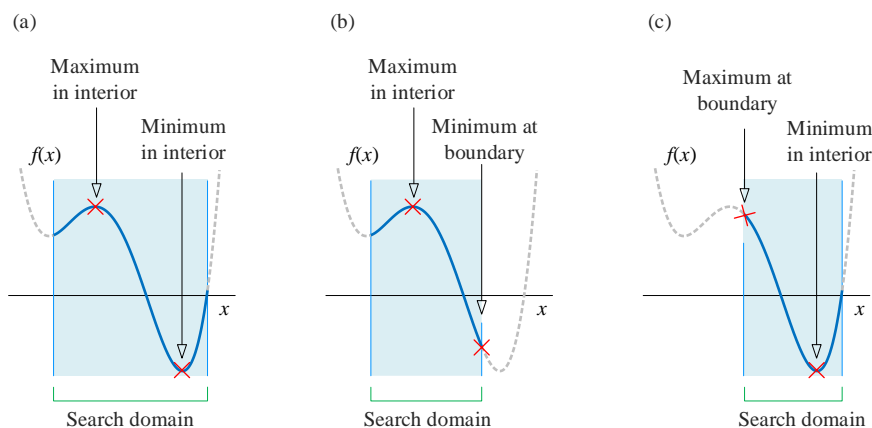 (a)
Maximum
in interior
Minimum
in interior
f(x)
x
Search domain
(b)
Maximum
in interior
Minimum at
boundary
f(x)
x
Search domain
(c)
Maximum at
boundary
Minimum
in interior
f(x)
x
Search domain